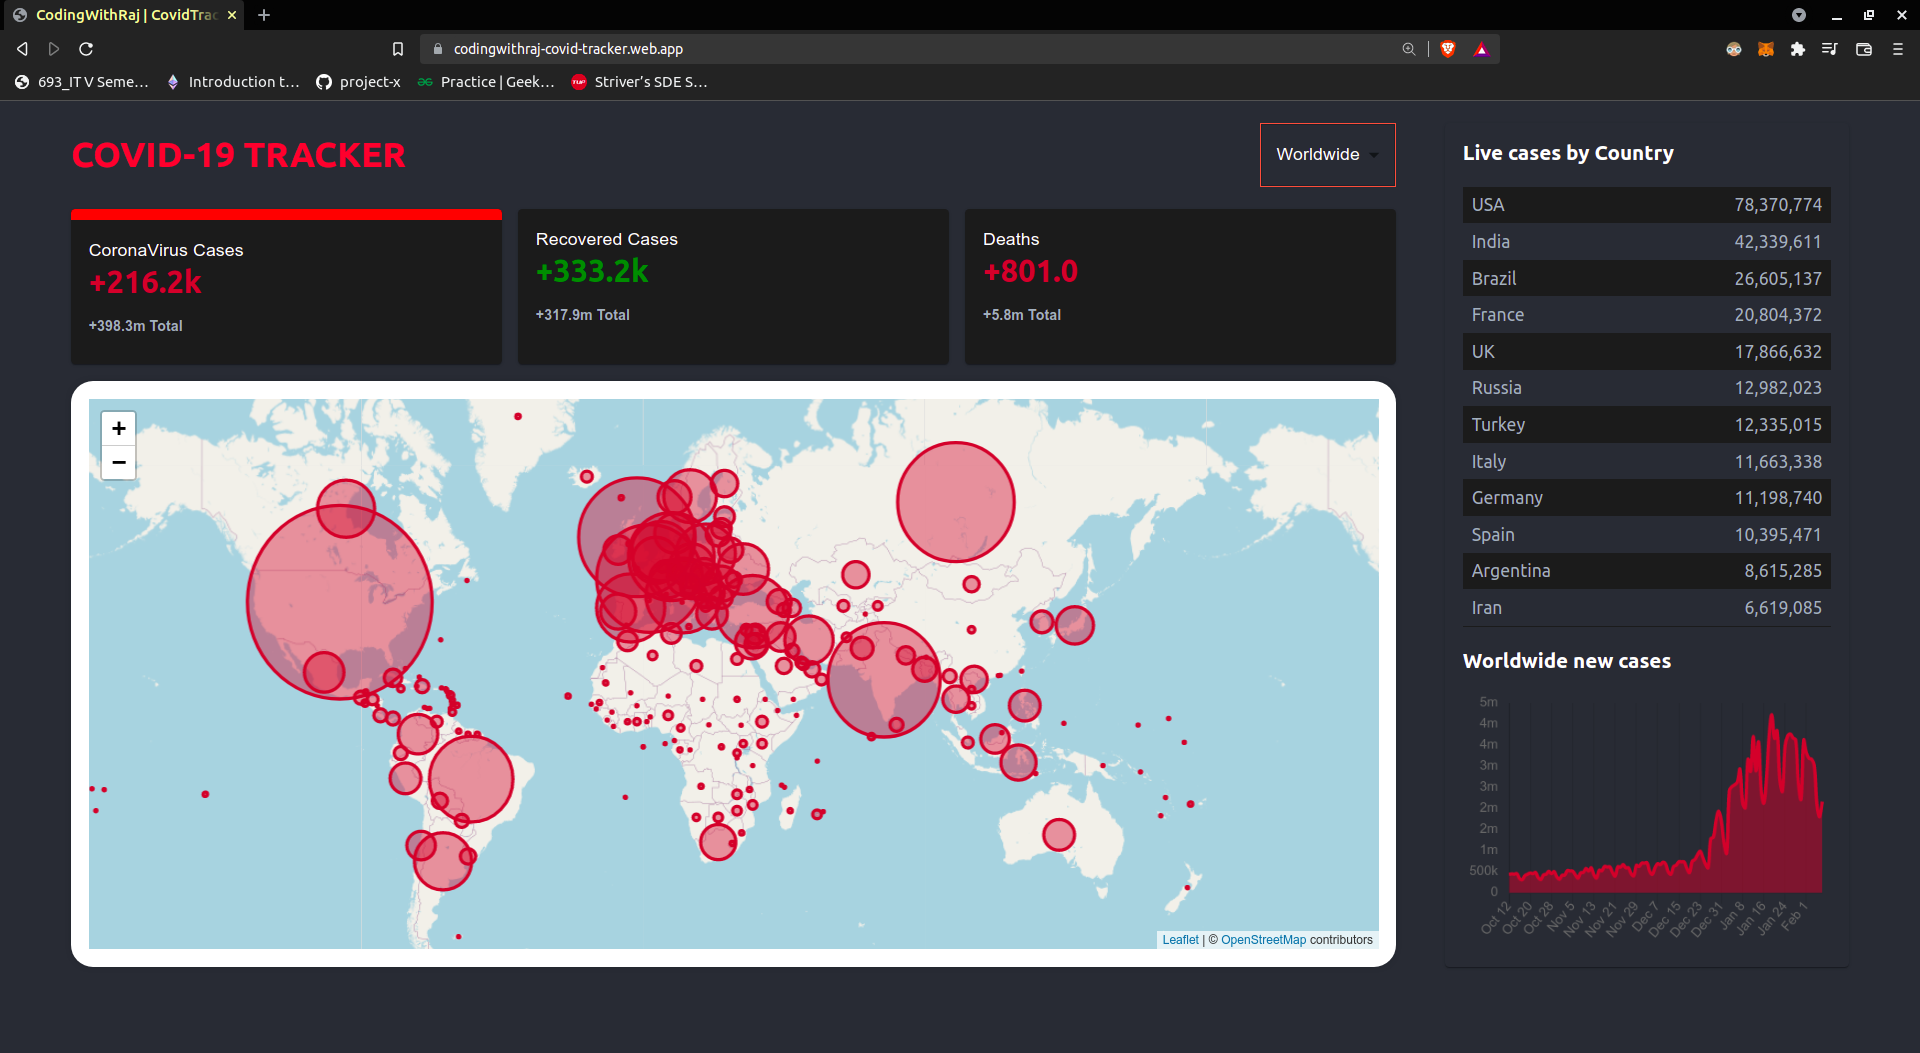 CodingWithRaj | CovidTrac
codingwithraj-covid-tracker.web.app
693_IT V Seme…
Introduction t…
project-x
Practice | Geek…
Striver's SDE S…
COVID-19 TRACKER
Worldwide
CoronaVirus Cases
+216.2k
+398.3m Total
Recovered Cases
+333.2k
+317.9m Total
Deaths
+801.0
+5.8m Total
+
−
Leaflet | © OpenStreetMap contributors
Live cases by Country
USA 78,370,774
India 42,339,611
Brazil 26,605,137
France 20,804,372
UK 17,866,632
Russia 12,982,023
Turkey 12,335,015
Italy 11,663,338
Germany 11,198,740
Spain 10,395,471
Argentina 8,615,285
Iran 6,619,085
Worldwide new cases
5m
4m
4m
3m
3m
2m
2m
1m
500k
0
Oct 12
Oct 20
Oct 28
Nov 5
Nov 13
Nov 21
Nov 29
Dec 7
Dec 15
Dec 23
Dec 31
Jan 8
Jan 16
Jan 24
Feb 1